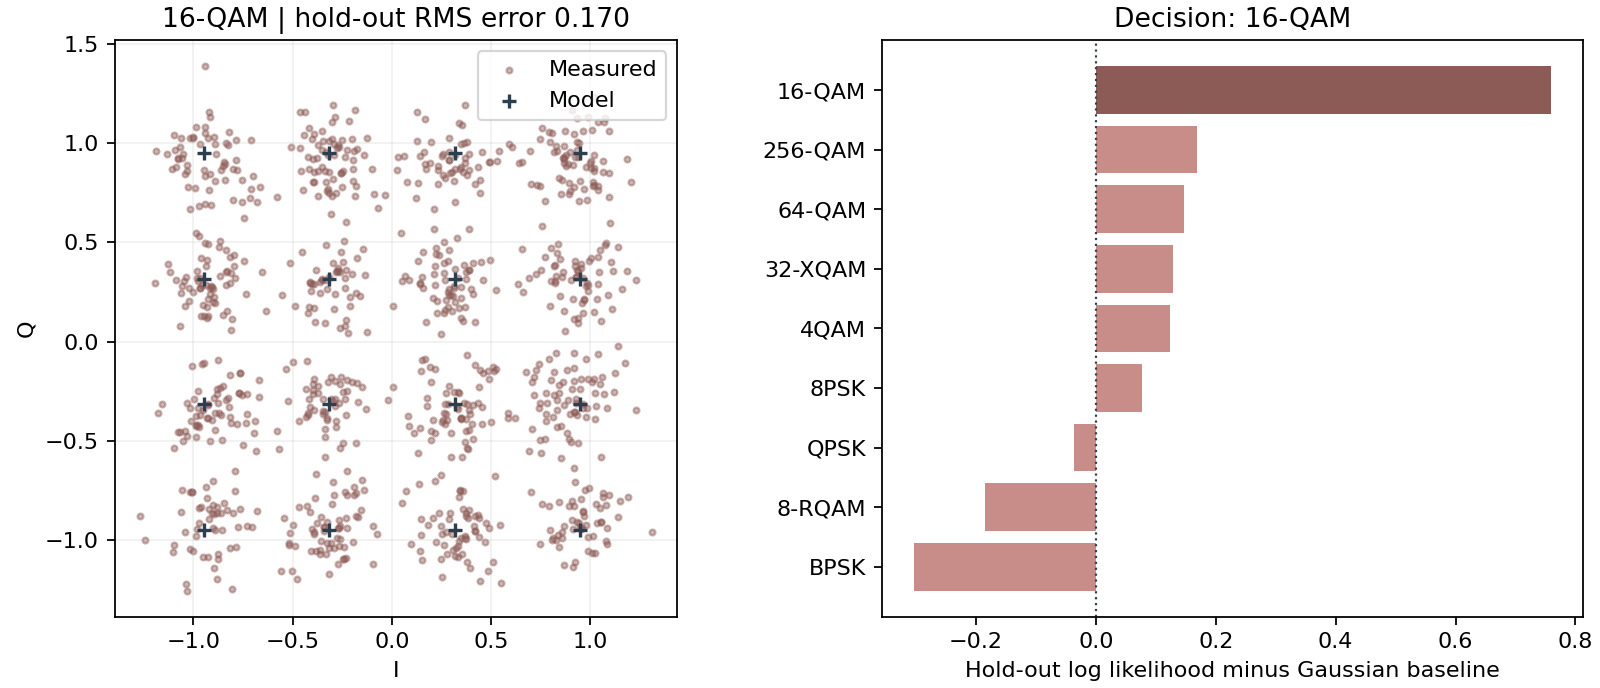 16-QAM | hold-out RMS error 0.170
Measured
Model
1.5
1.0
0.5
0.0
−0.5
−1.0
Q
−1.0
−0.5
0.0
0.5
1.0
I
Decision: 16-QAM
16-QAM
256-QAM
64-QAM
32-XQAM
4QAM
8PSK
QPSK
8-RQAM
BPSK
−0.2
0.0
0.2
0.4
0.6
0.8
Hold-out log likelihood minus Gaussian baseline